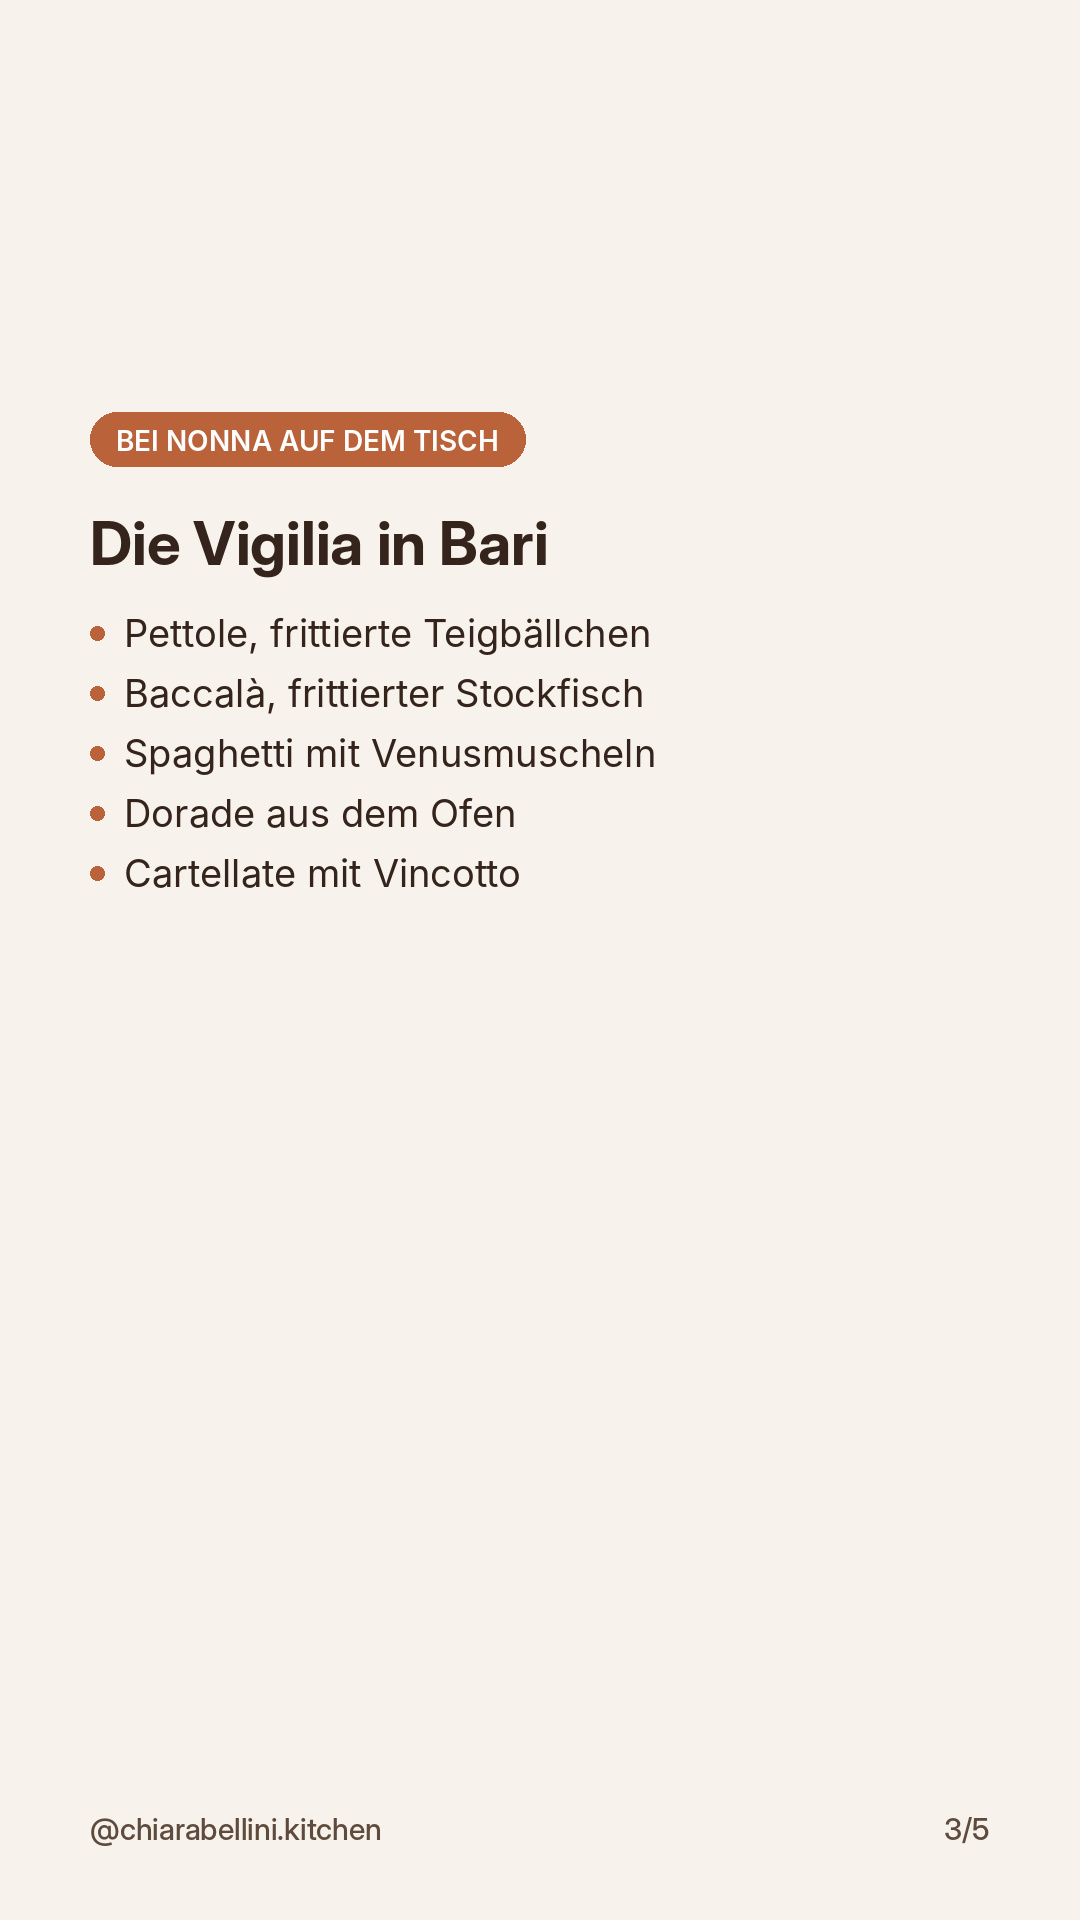 BEI NONNA AUF DEM TISCH
Die Vigilia in Bari
• Pettole, frittierte Teigbällchen
• Baccalà, frittierter Stockfisch
• Spaghetti mit Venusmuscheln
• Dorade aus dem Ofen
• Cartellate mit Vincotto
@chiarabellini.kitchen 3/5